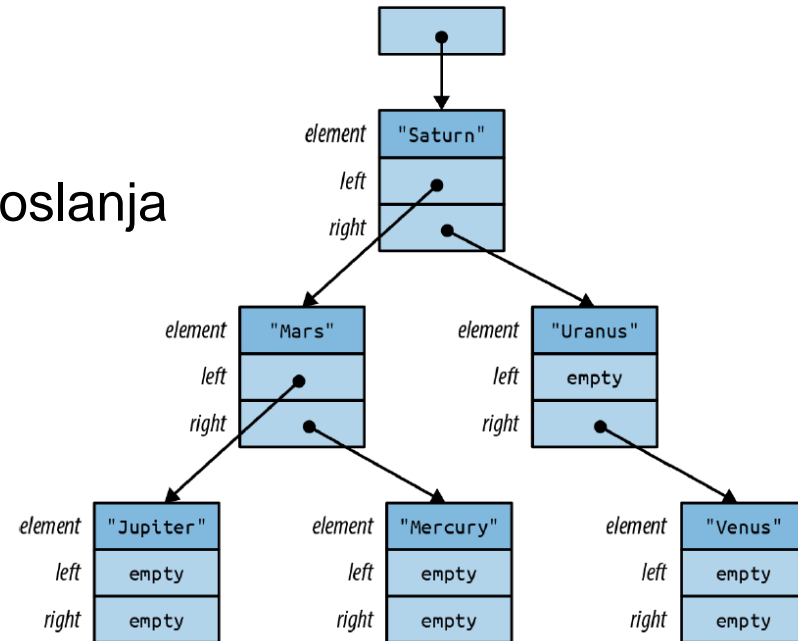 element "Saturn"
left
oslanja
right
element "Mars"
left
right
element "Uranus"
left empty
right
element "Jupiter"
left empty
right empty
element "Mercury"
left empty
right empty
element "Venus"
left empty
right empty